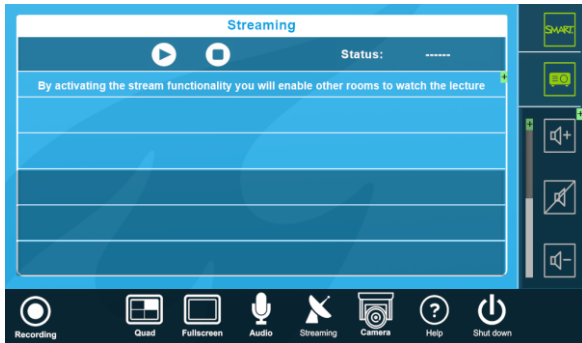 Streaming
SMART
Status: ------
By activating the stream functionality you will enable other rooms to watch the lecture
Recording
Quad
Fullscreen
Audio
Streaming
Camera
Help
Shut down